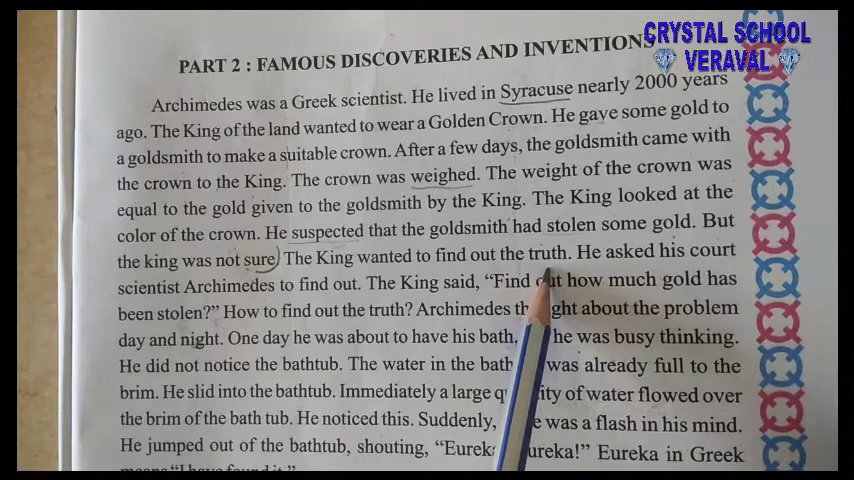 CRYSTAL SCHOOL
VERAVAL
PART 2 : FAMOUS DISCOVERIES AND INVENTIONS
Archimedes was a Greek scientist. He lived in Syracuse nearly 2000 years
ago. The King of the land wanted to wear a Golden Crown. He gave some gold to
a goldsmith to make a suitable crown. After a few days, the goldsmith came with
the crown to the King. The crown was weighed. The weight of the crown was
equal to the gold given to the goldsmith by the King. The King looked at the
color of the crown. He suspected that the goldsmith had stolen some gold. But
the king was not sure) The King wanted to find out the truth. He asked his court
scientist Archimedes to find out. The King said, “Find out how much gold has
been stolen?” How to find out the truth? Archimedes about the problem
day and night. One day he was about to have his bath, he was busy thinking.
He did not notice the bathtub. The water in the bath was already full to the
brim. He slid into the bathtub. Immediately a large of water flowed over
the brim of the bath tub. He noticed this. Suddenly, was a flash in his mind.
He jumped out of the bathtub, shouting, “Eureka! Eureka!” Eureka in Greek
means “I have found it.”